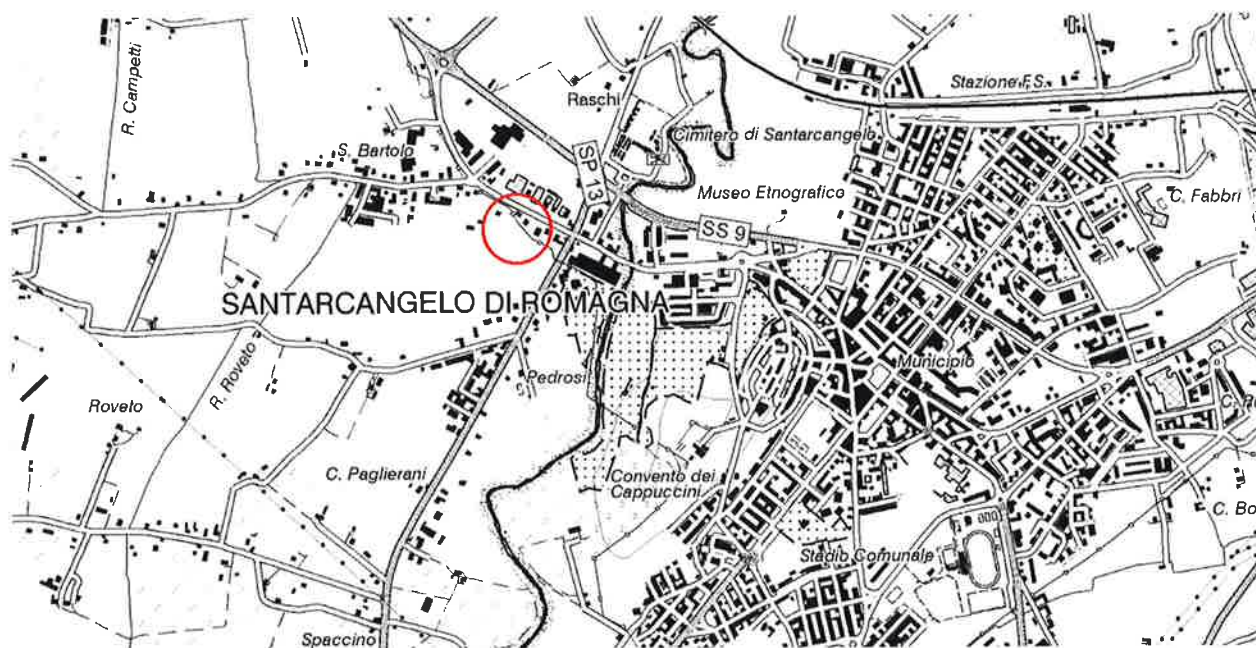 R. Campetti
Stazione F.S.
Raschi
Cimitero di Santarcangelo
S. Bartolo
SP 13
Museo Etnografico
C. Fabbri
SS 9
SANTARCANGELO DI ROMAGNA
R. Roveto
Municipio
Pedrosi
Roveto
C. Paglierani
Convento dei
Cappuccini
C. Bo
Stadio Comunale
Spaccino